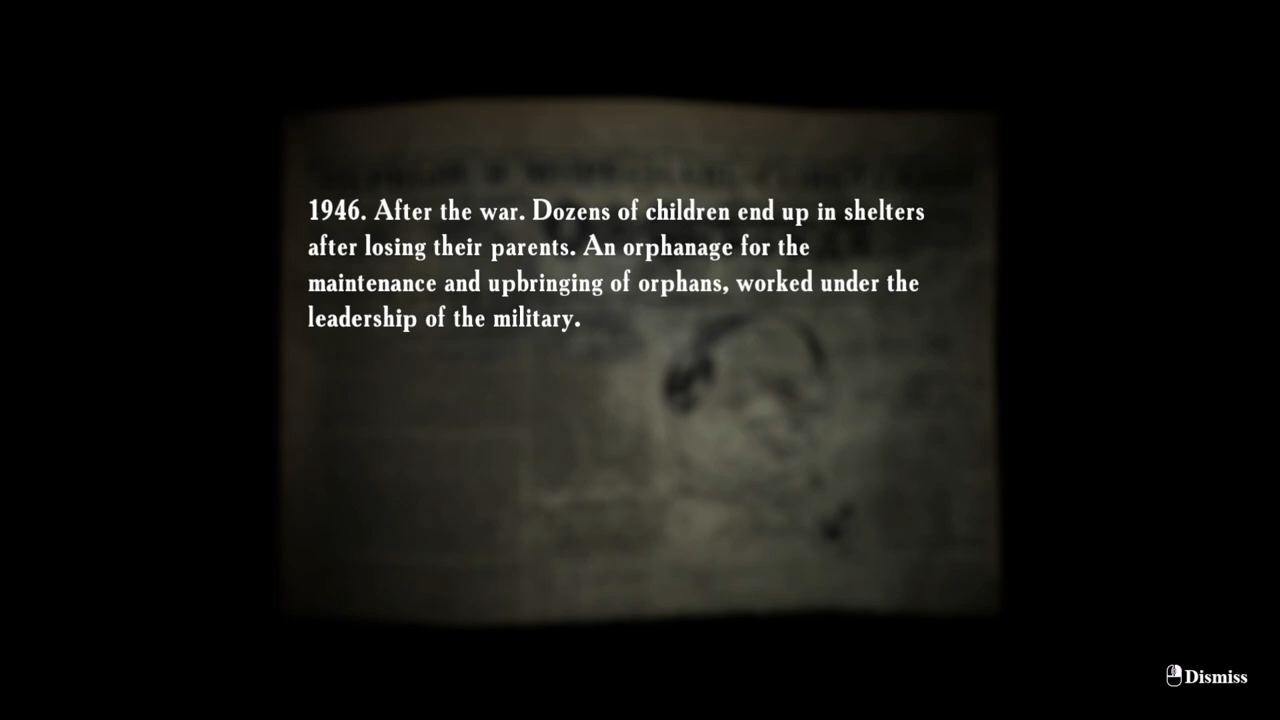 1946. After the war. Dozens of children end up in shelters
after losing their parents. An orphanage for the
maintenance and upbringing of orphans, worked under the
leadership of the military.
Dismiss